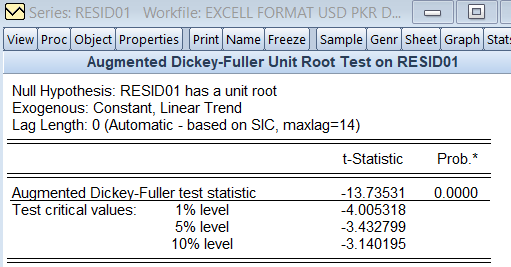 Series: RESID01 Workfile: EXCELL FORMAT USD PKR D...
View Proc Object Properties Print Name Freeze Sample Genr Sheet Graph Stats
Augmented Dickey-Fuller Unit Root Test on RESID01
Null Hypothesis: RESID01 has a unit root
Exogenous: Constant, Linear Trend
Lag Length: 0 (Automatic - based on SIC, maxlag=14)
t-Statistic Prob.*
Augmented Dickey-Fuller test statistic -13.73531 0.0000
Test critical values: 1% level -4.005318
5% level -3.432799
10% level -3.140195